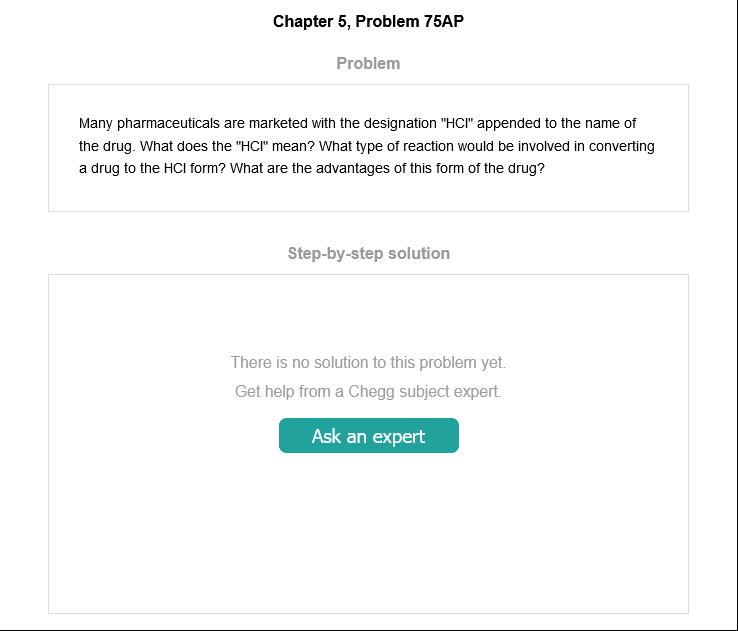 Chapter 5, Problem 75AP
Problem
Many pharmaceuticals are marketed with the designation "HCl" appended to the name of
the drug. What does the "HCl" mean? What type of reaction would be involved in converting
a drug to the HCl form? What are the advantages of this form of the drug?
Step-by-step solution
There is no solution to this problem yet.
Get help from a Chegg subject expert.
Ask an expert